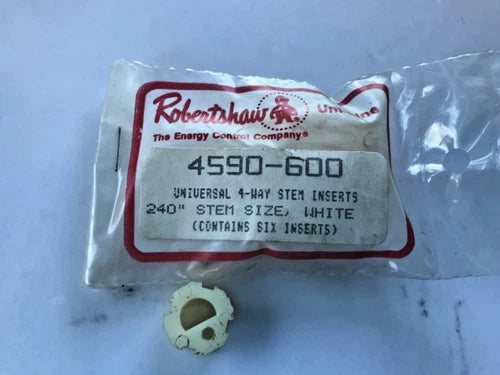 Robertshaw Uni-Line
The Energy Control Company®
4590-600
UNIVERSAL 4-WAY STEM INSERTS
240" STEM SIZE, WHITE
(CONTAINS SIX INSERTS)